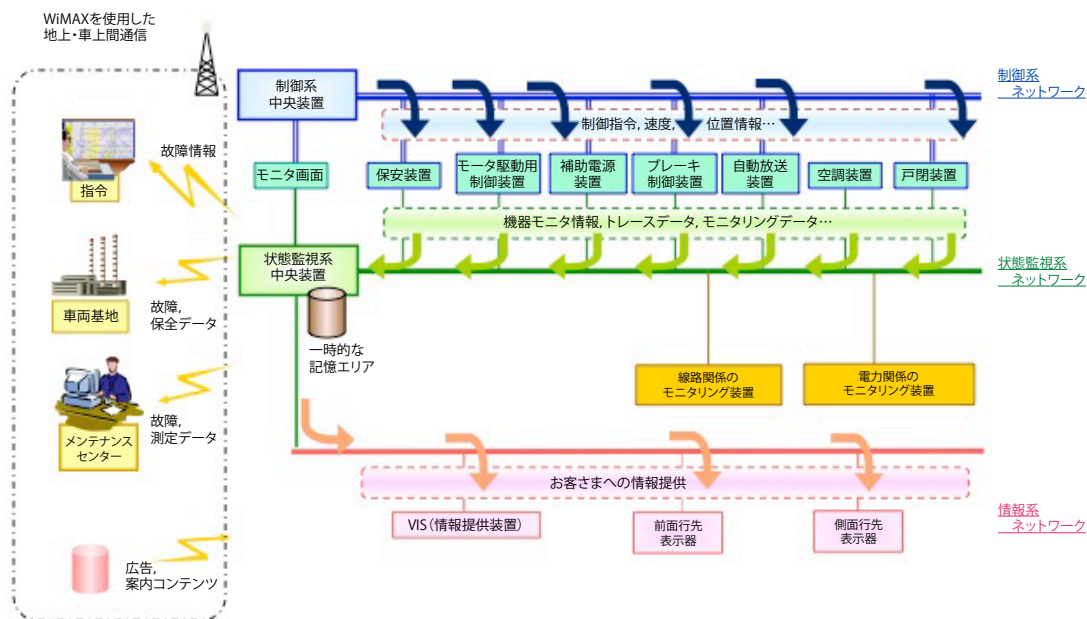 WiMAXを使用した
地上・車上間通信
制御系
中央装置
制御系
ネットワーク
制御指令, 速度, 位置情報…
故障情報
指令
モニタ画面
保安装置
モータ駆動用
制御装置
補助電源
装置
ブレーキ
制御装置
自動放送
装置
空調装置
戸閉装置
機器モニタ情報, トレースデータ, モニタリングデータ…
状態監視系
中央装置
状態監視系
ネットワーク
車両基地
故障,
保全データ
一時的な
記憶エリア
線路関係の
モニタリング装置
電力関係の
モニタリング装置
故障,
測定データ
メンテナンス
センター
お客さまへの情報提供
VIS（情報提供装置）
前面行先
表示器
側面行先
表示器
情報系
ネットワーク
広告,
案内コンテンツ